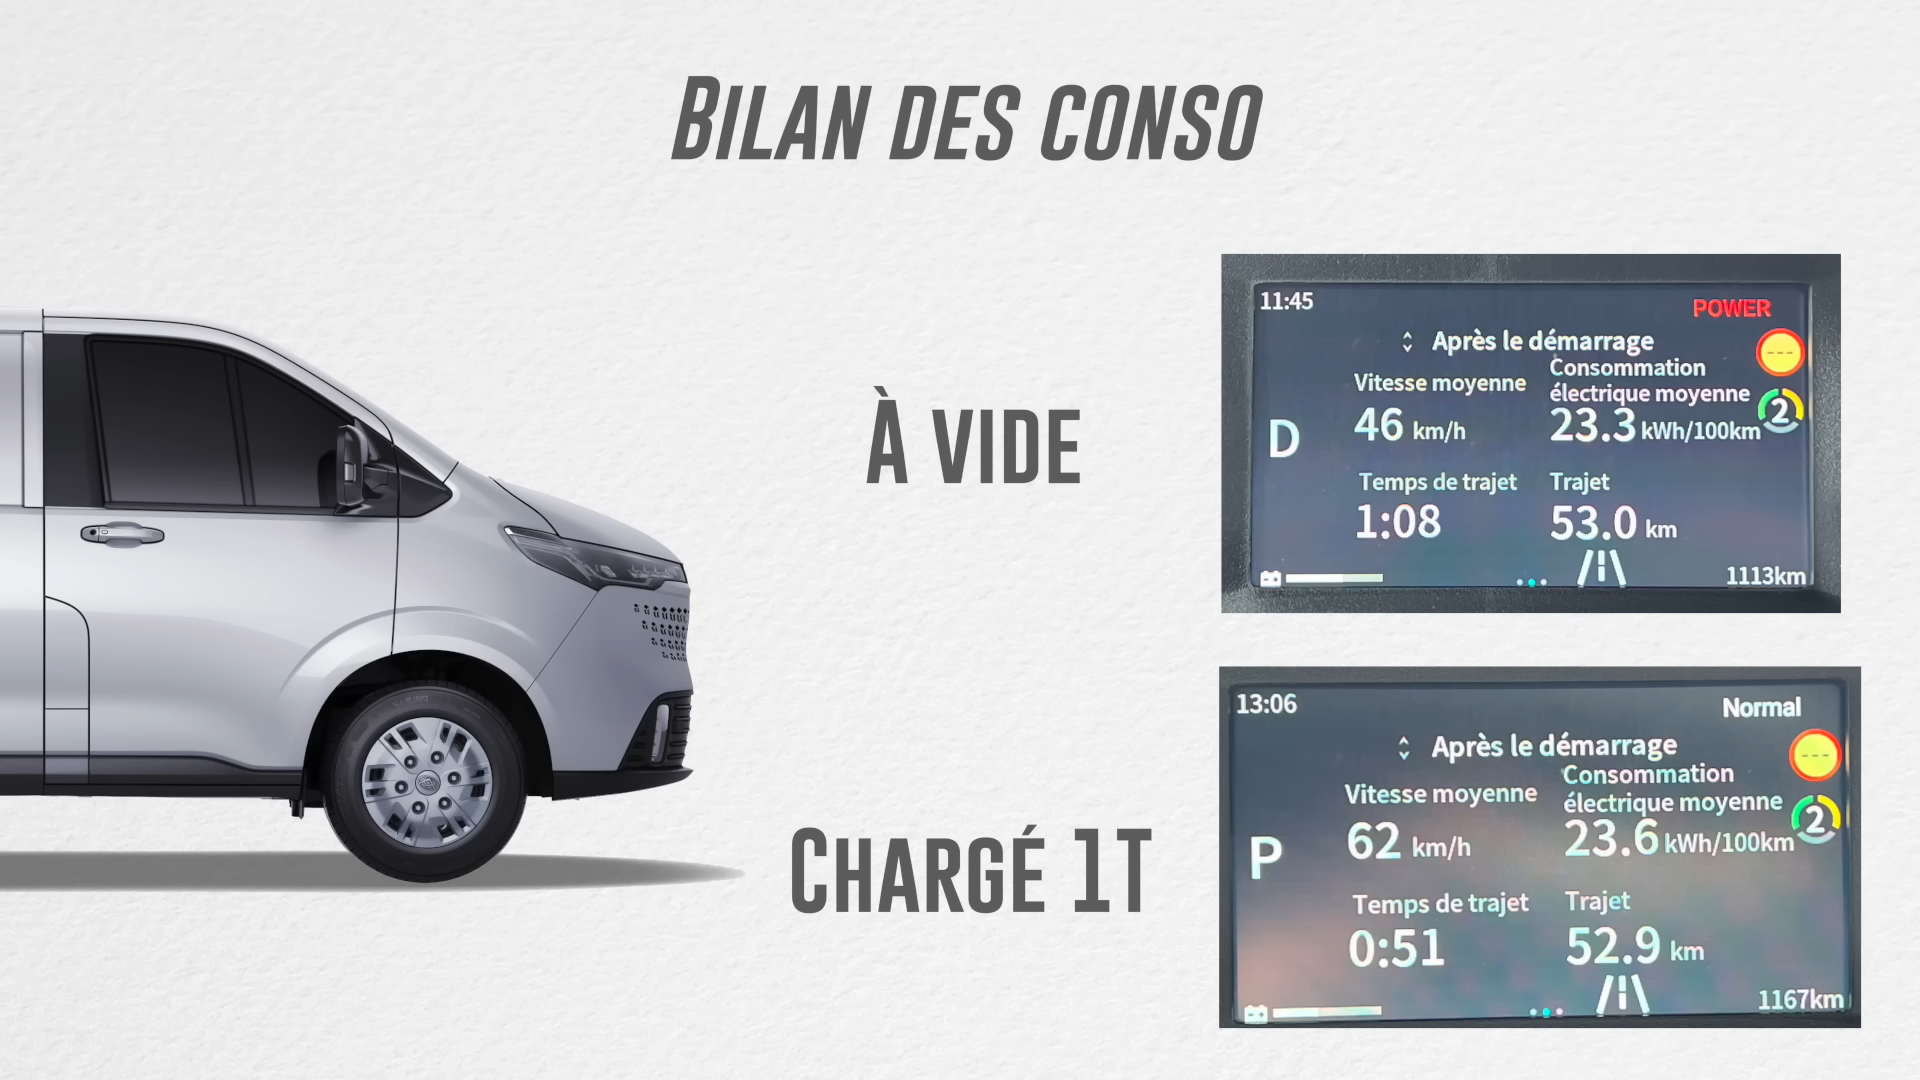 BILAN DES CONSO
À VIDE
11:45
POWER
Après le démarrage
Vitesse moyenne
Consommation
électrique moyenne
D
46 km/h
23.3 kWh/100km
2
Temps de trajet
Trajet
1:08
53.0 km
1113km
CHARGÉ 1T
13:06
Normal
Après le démarrage
Vitesse moyenne
Consommation
électrique moyenne
P
62 km/h
23.6 kWh/100km
2
Temps de trajet
Trajet
0:51
52.9 km
1167km